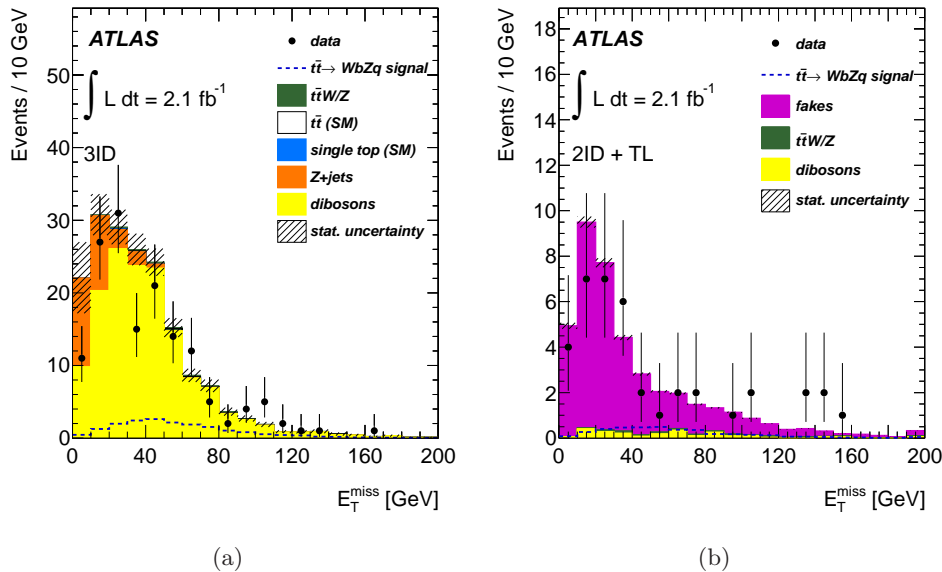 Events / 10 GeV
ATLAS
∫ L dt = 2.1 fb⁻¹
3ID
data
tt̄→ WbZq signal
tt̄W/Z
tt̄ (SM)
single top (SM)
Z+jets
dibosons
stat. uncertainty
50
40
30
20
10
0
0 40 80 120 160 200
E_T^miss [GeV]
(a)
Events / 10 GeV
ATLAS
∫ L dt = 2.1 fb⁻¹
2ID + TL
data
tt̄→ WbZq signal
fakes
tt̄W/Z
dibosons
stat. uncertainty
18
16
14
12
10
8
6
4
2
0
0 40 80 120 160 200
E_T^miss [GeV]
(b)